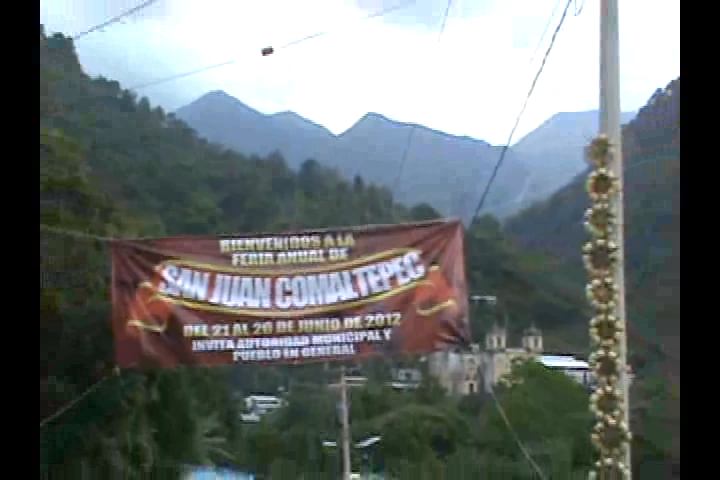 BIENVENIDOS A LA
FERIA ANUAL DE
SAN JUAN COMALTEPEC
DEL 21 AL 26 DE JUNIO DE 2012
INVITA AUTORIDAD MUNICIPAL Y
PUEBLO EN GENERAL